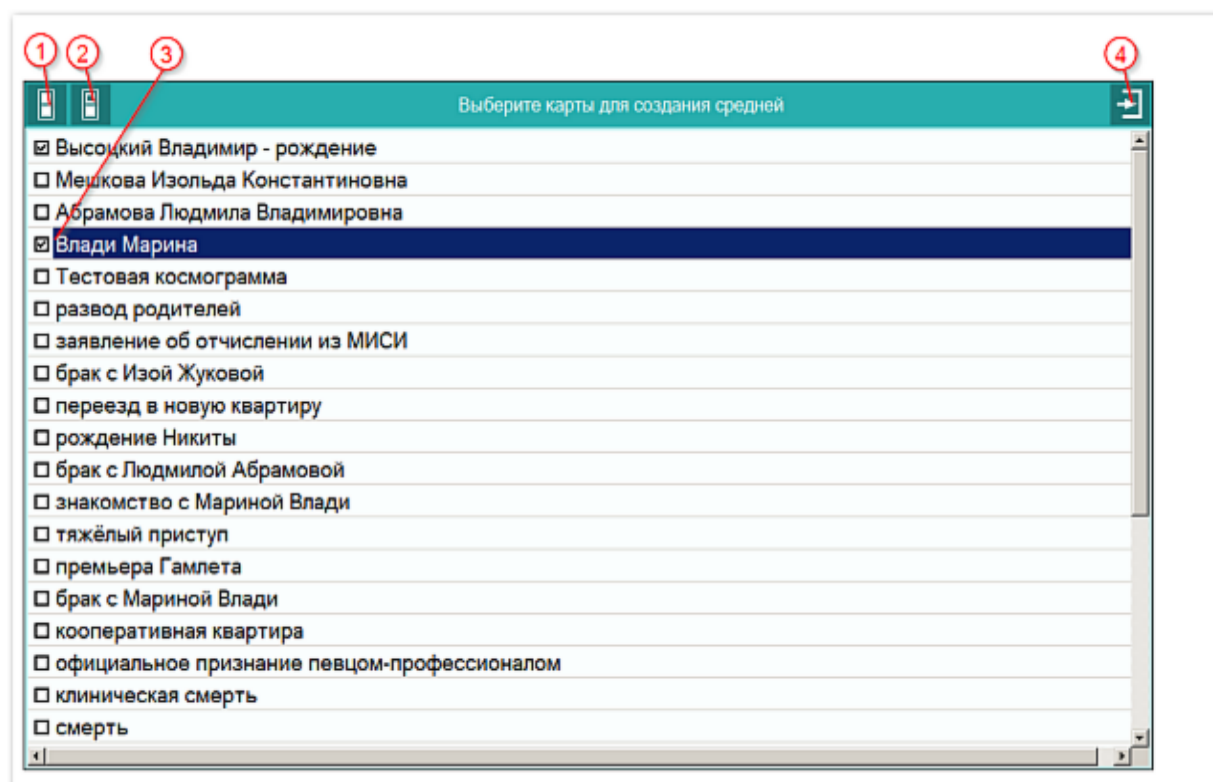 1 2 3 4
Выберите карты для создания средней
Высоцкий Владимир - рождение
Мешкова Изольда Константиновна
Абрамова Людмила Владимировна
Влади Марина
Тестовая космограмма
развод родителей
заявление об отчислении из МИСИ
брак с Изой Жуковой
переезд в новую квартиру
рождение Никиты
брак с Людмилой Абрамовой
знакомство с Мариной Влади
тяжёлый приступ
премьера Гамлета
брак с Мариной Влади
кооперативная квартира
официальное признание певцом-профессионалом
клиническая смерть
смерть